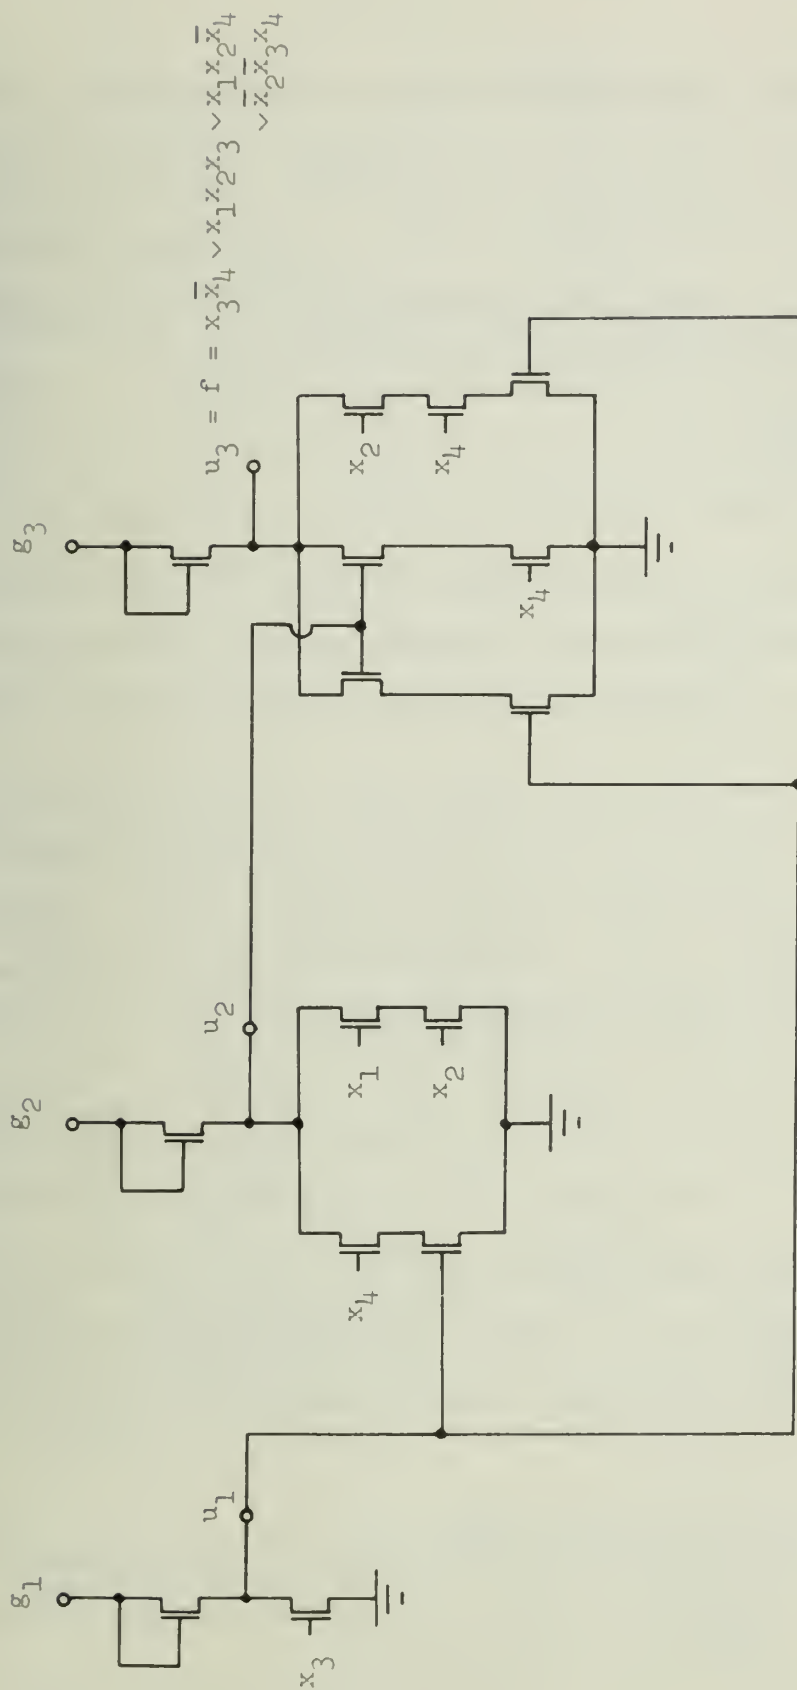 g₁
g₂
g₃
u₁
u₂
u₃ = f = x₃x̄₄ ∨ x₁x₂x₃ ∨ x₁x₂x̄₄
∨ x̄₂x̄₃x₄
x₃
x₄
x₁
x₂
x₂
x₄
x₄